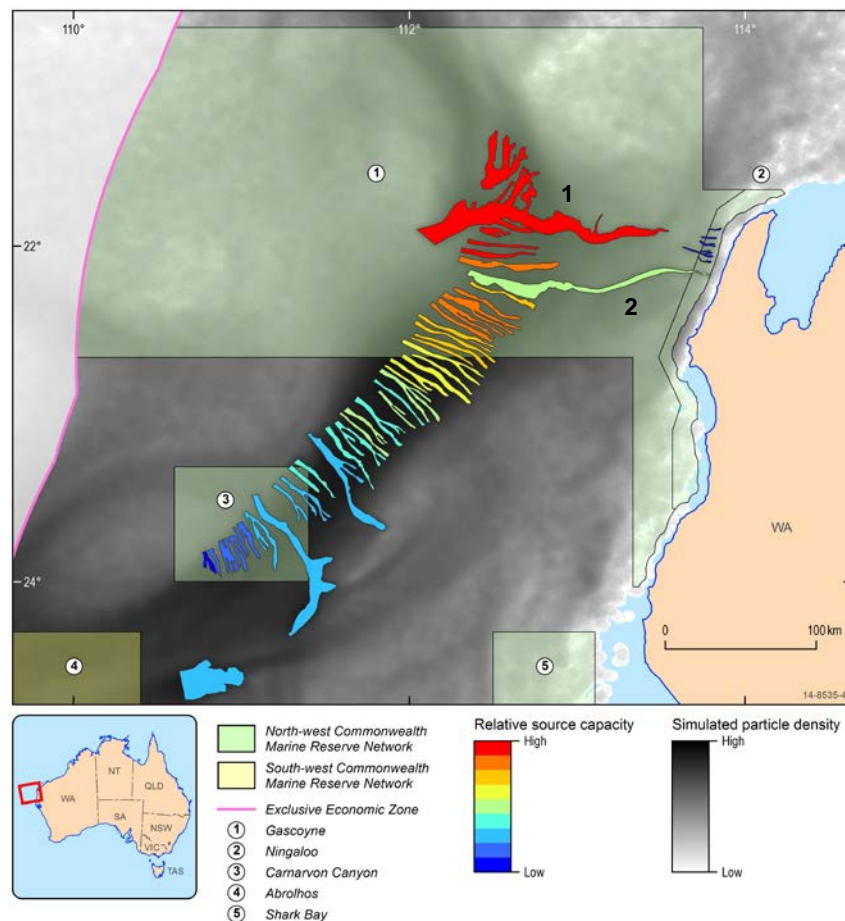 110°
112°
114°
1
2
1
22°
2
3
WA
24°
0
100 km
4
5
14-8535-4
North-west Commonwealth
Marine Reserve Network
South-west Commonwealth
Marine Reserve Network
Exclusive Economic Zone
1 Gascoyne
2 Ningaloo
3 Carnarvon Canyon
4 Abrolhos
5 Shark Bay
Relative source capacity
High
Low
Simulated particle density
High
Low
WA
NT
QLD
SA
NSW
VIC
TAS